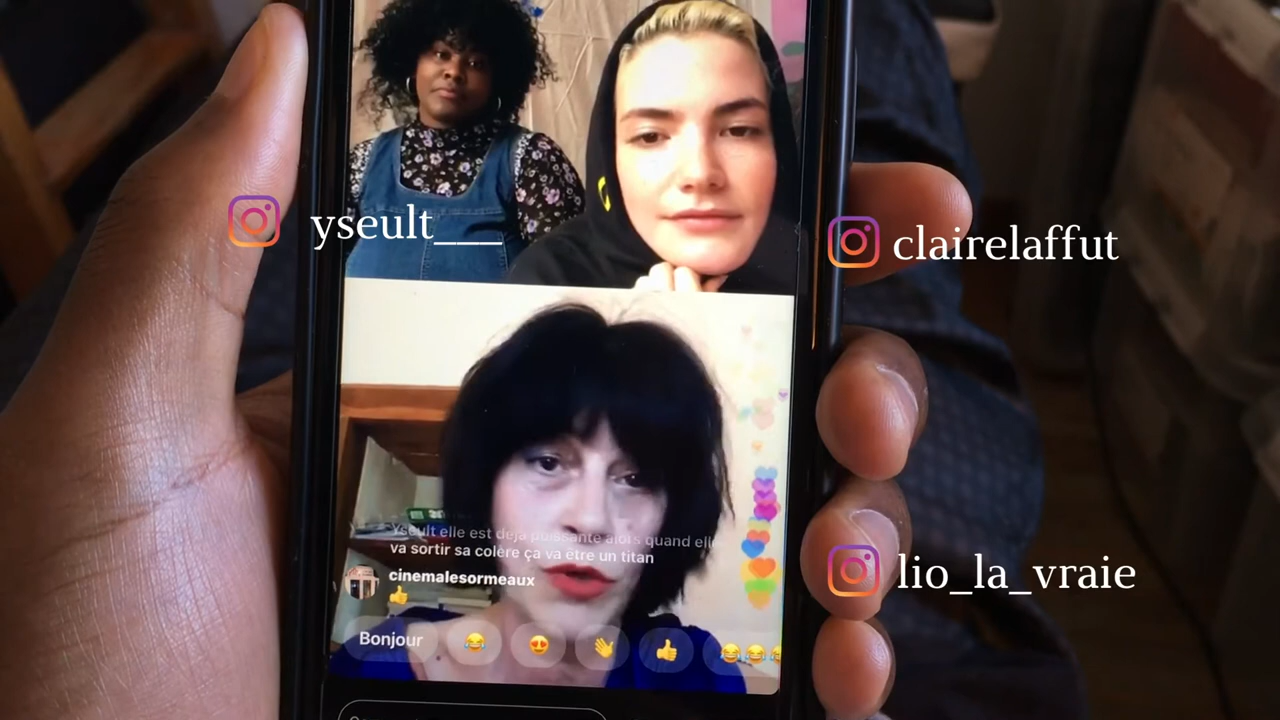 yseult___
clairelaffut
Yseult elle est déjà puissante alors quand elle
va sortir sa colère ça va être un titan
cinemalesormeaux
lio_la_vraie
Bonjour